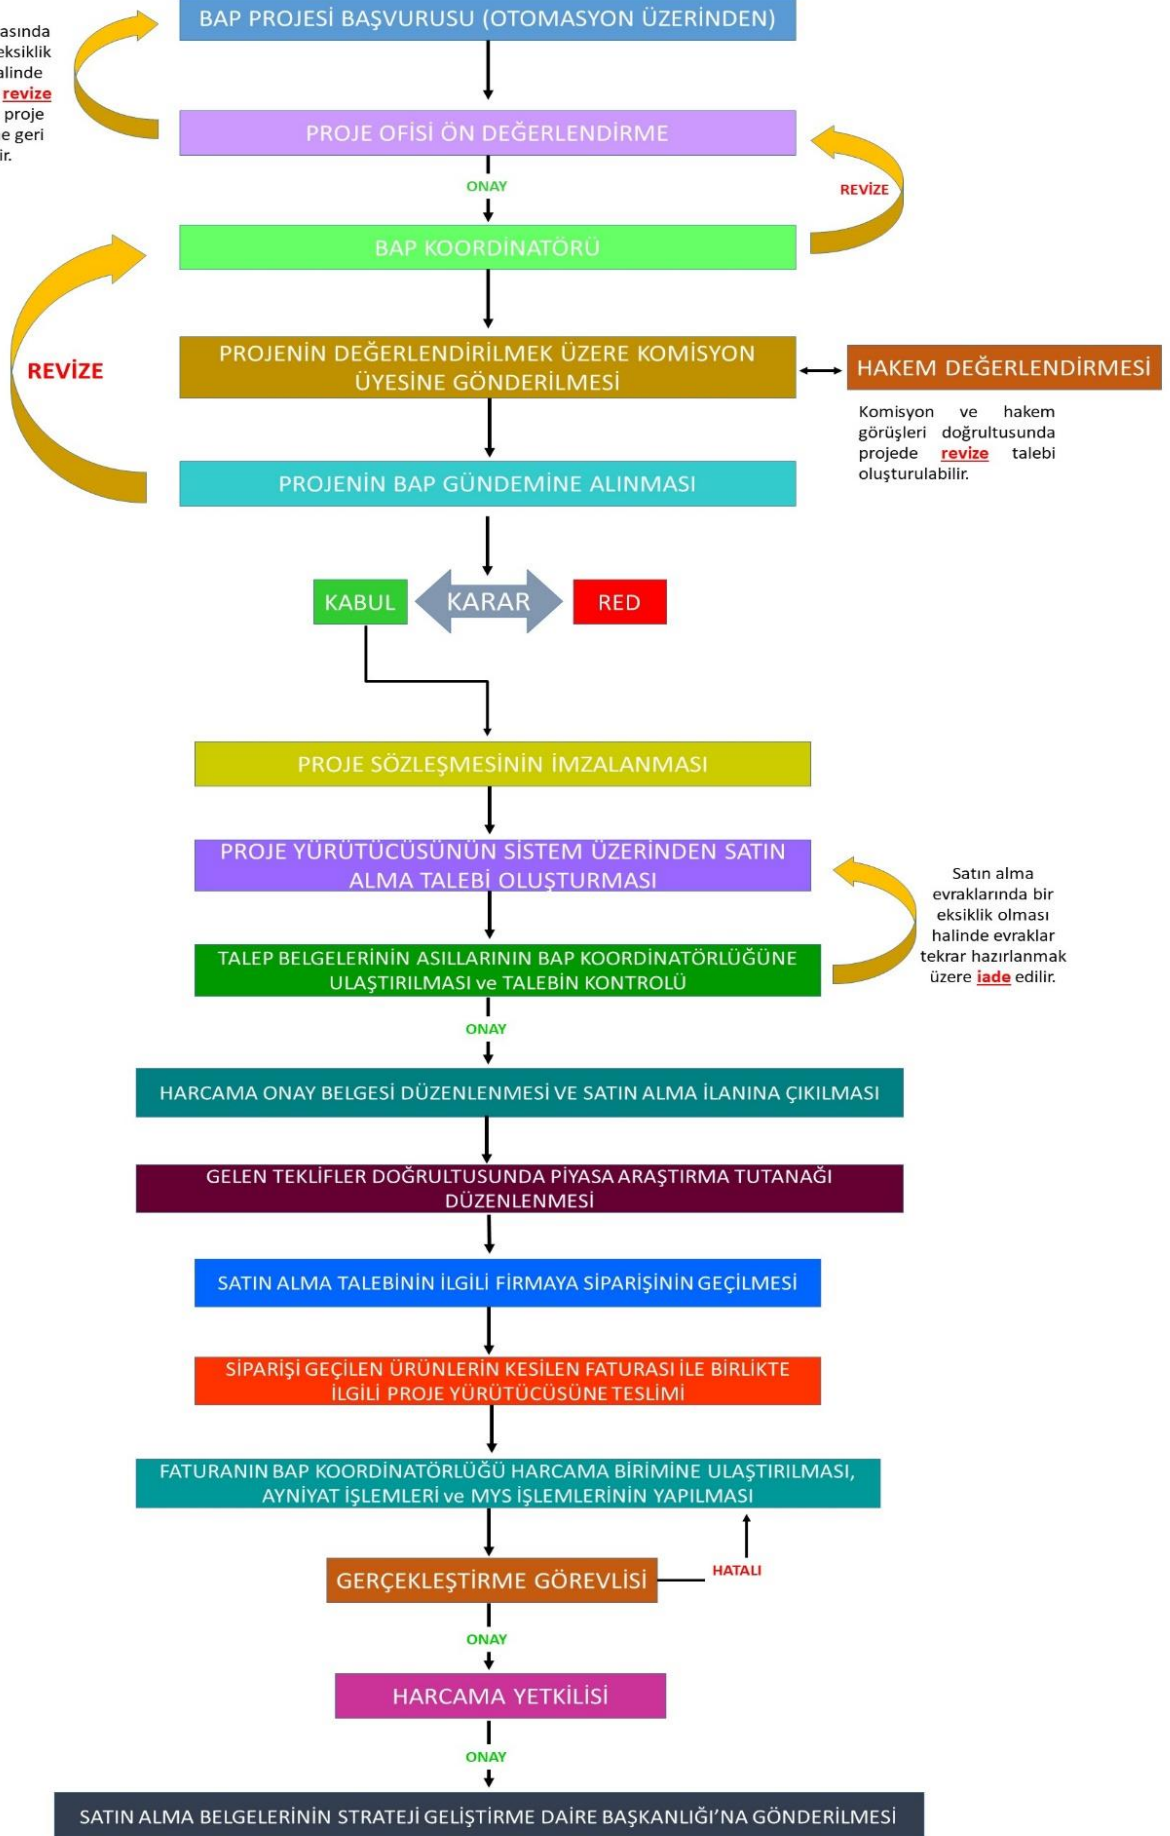 BAP PROJESİ BAŞVURUSU (OTOMASYON ÜZERİNDEN)
eksiklik
revize
proje
geri
PROJE OFİSİ ÖN DEĞERLENDİRME
ONAY
REVİZE
BAP KOORDİNATÖRÜ
REVİZE
PROJENİN DEĞERLENDİRİLMEK ÜZERE KOMİSYON
ÜYESİNE GÖNDERİLMESİ
HAKEM DEĞERLENDİRMESİ
Komisyon ve hakem
görüşleri doğrultusunda
projede revize talebi
oluşturulabilir.
PROJENİN BAP GÜNDEMİNE ALINMASI
KABUL
KARAR
RED
PROJE SÖZLEŞMESİNİN İMZALANMASI
PROJE YÜRÜTÜCÜSÜNÜN SİSTEM ÜZERİNDEN SATIN
ALMA TALEBİ OLUŞTURMASI
Satın alma
evraklarında bir
eksiklik olması
halinde evraklar
tekrar hazırlanmak
üzere iade edilir.
TALEP BELGELERİNİN ASILLARININ BAP KOORDİNATÖRLÜĞÜNE
ULAŞTIRILMASI ve TALEBİN KONTROLÜ
ONAY
HARCAMA ONAY BELGESİ DÜZENLENMESİ VE SATIN ALMA İLANINA ÇIKILMASI
GELEN TEKLİFLER DOĞRULTUSUNDA PİYASA ARAŞTIRMA TUTANAĞI
DÜZENLENMESİ
SATIN ALMA TALEBİNİN İLGİLİ FİRMAYA SİPARİŞİNİN GEÇİLMESİ
SİPARİŞİ GEÇİLEN ÜRÜNLERİN KESİLEN FATURASI İLE BİRLİKTE
İLGİLİ PROJE YÜRÜTÜCÜSÜNE TESLİMİ
FATURANIN BAP KOORDİNATÖRLÜĞÜ HARCAMA BİRİMİNE ULAŞTIRILMASI,
AYNİYAT İŞLEMLERİ ve MYS İŞLEMLERİNİN YAPILMASI
HATALI
GERÇEKLEŞTİRME GÖREVLİSİ
ONAY
HARCAMA YETKİLİSİ
ONAY
SATIN ALMA BELGELERİNİN STRATEJİ GELİŞTİRME DAİRE BAŞKANLIĞI'NA GÖNDERİLMESİ